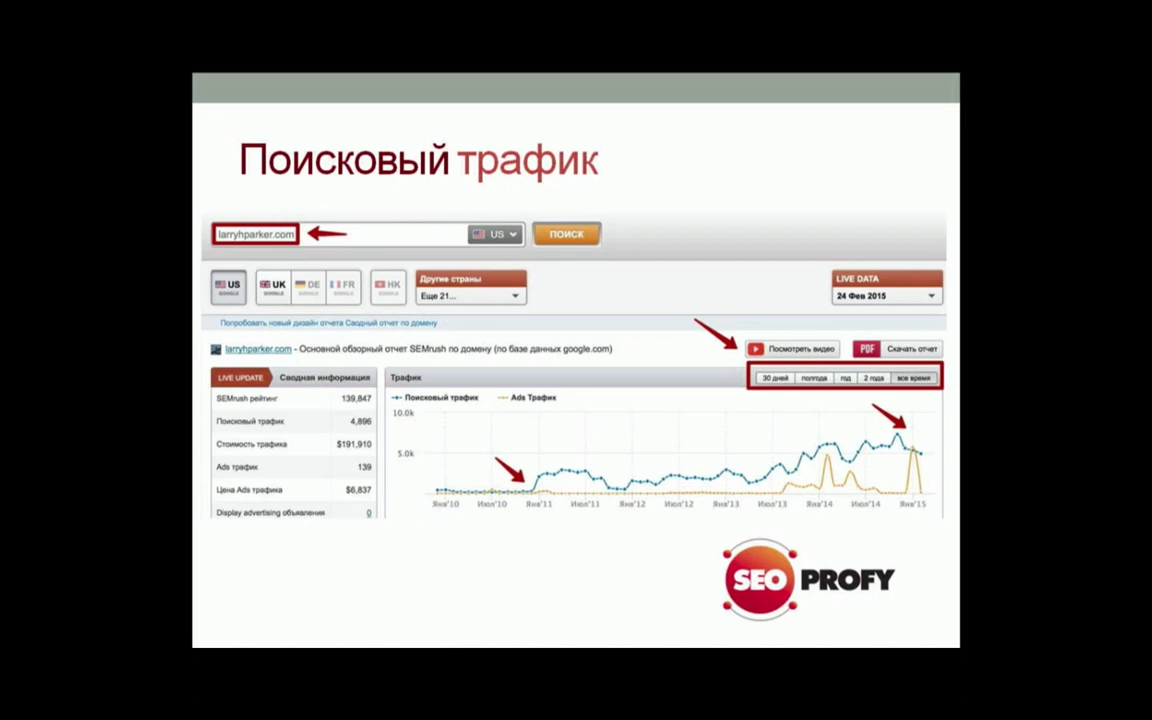 Поисковый трафик
larryhparker.com
US
ПОИСК
US
GOOGLE
UK
GOOGLE
DE
GOOGLE
FR
GOOGLE
HK
GOOGLE
Другие страны
Еще 21...
LIVE DATA
24 Фев 2015
Попробовать новый дизайн отчета Сводный отчет по домену
larryhparker.com - Основной обзорный отчет SEMrush по домену (по базе данных google.com)
Посмотреть видео
PDF
Скачать отчет
LIVE UPDATE
Сводная информация
SEMrush рейтинг 139,847
Поисковый трафик 4,896
Стоимость трафика $191,910
Ads трафик 139
Цена Ads трафика $6,837
Display advertising объявления 0
Трафик
30 дней полгода год 2 года все время
Поисковый трафик Ads Трафик
10.0k
5.0k
Янв'10 Июл'10 Янв'11 Июл'11 Янв'12 Июл'12 Янв'13 Июл'13 Янв'14 Июл'14 Янв'15
SEO PROFY